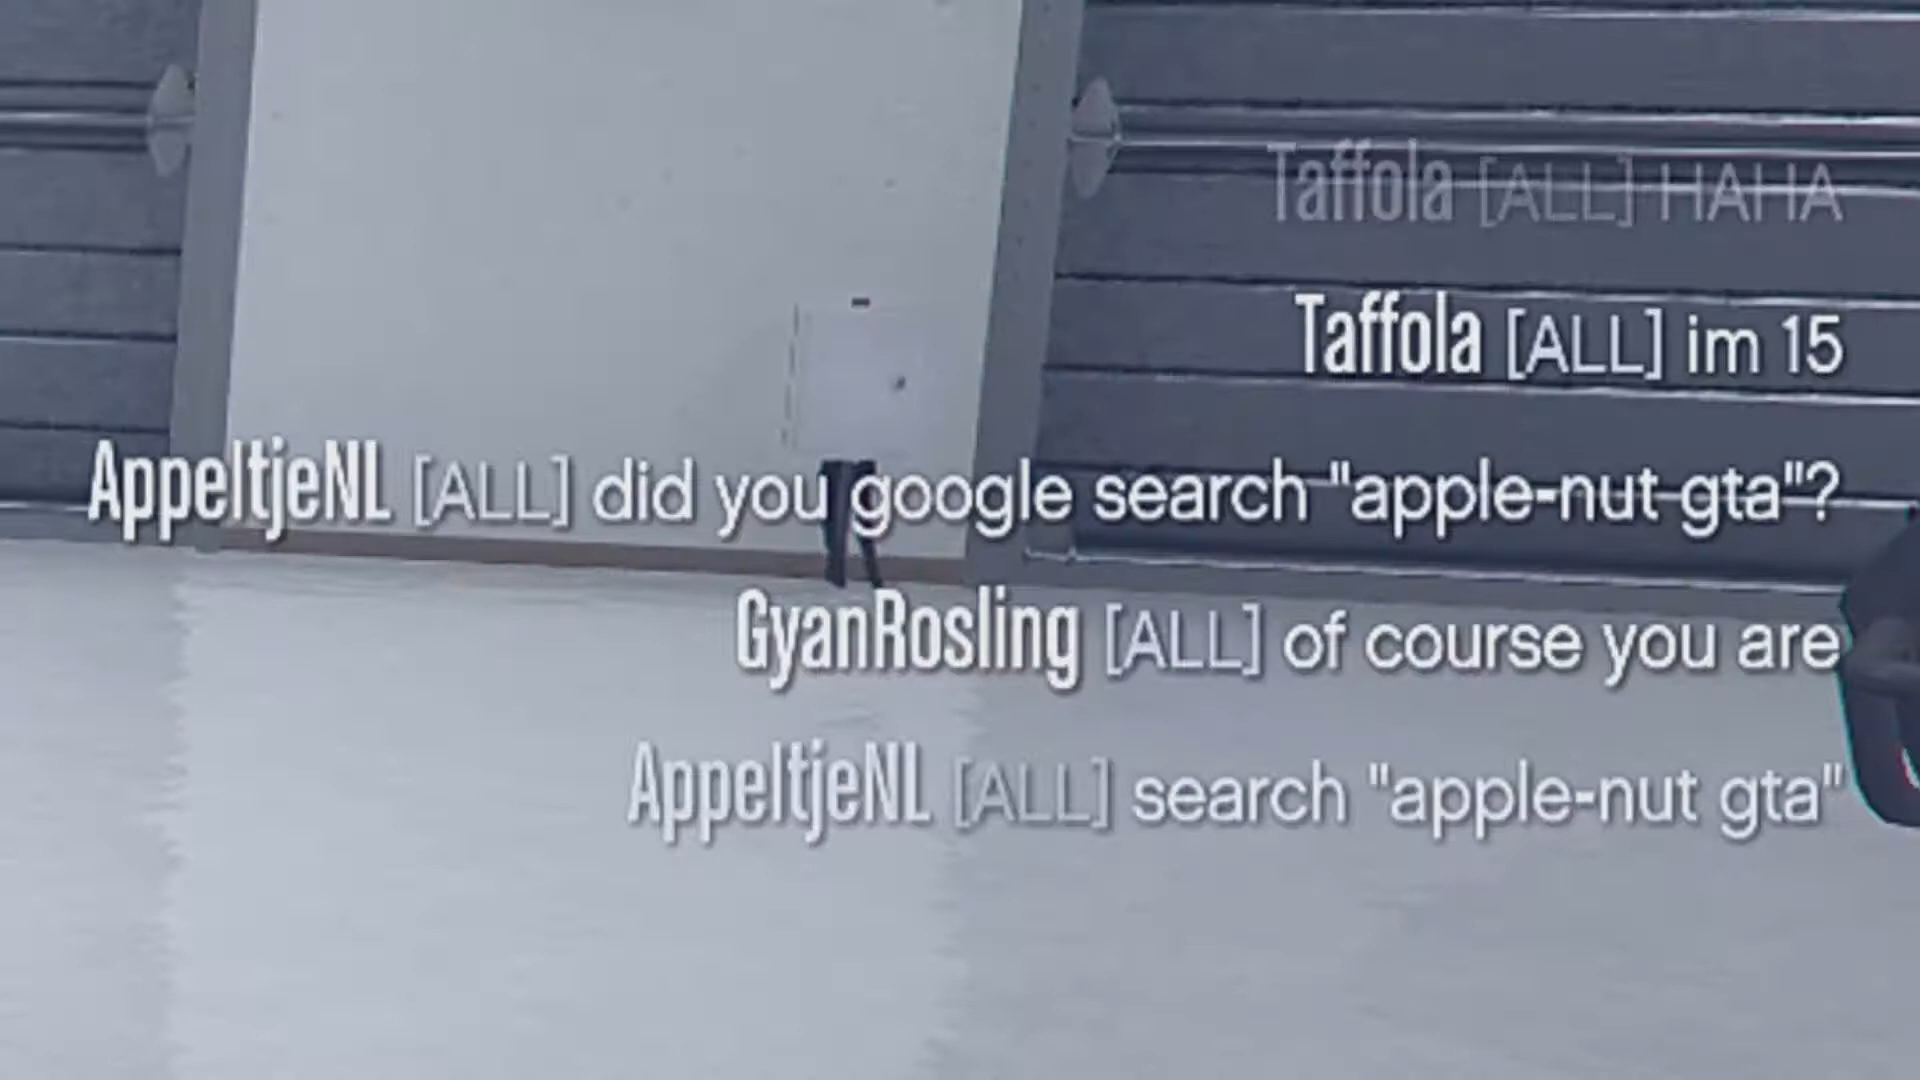 Taffola [ALL] HAHA
Taffola [ALL] im 15
AppeltjeNL [ALL] did you google search "apple-nut gta"?
GyanRosling [ALL] of course you are
AppeltjeNL [ALL] search "apple-nut gta"